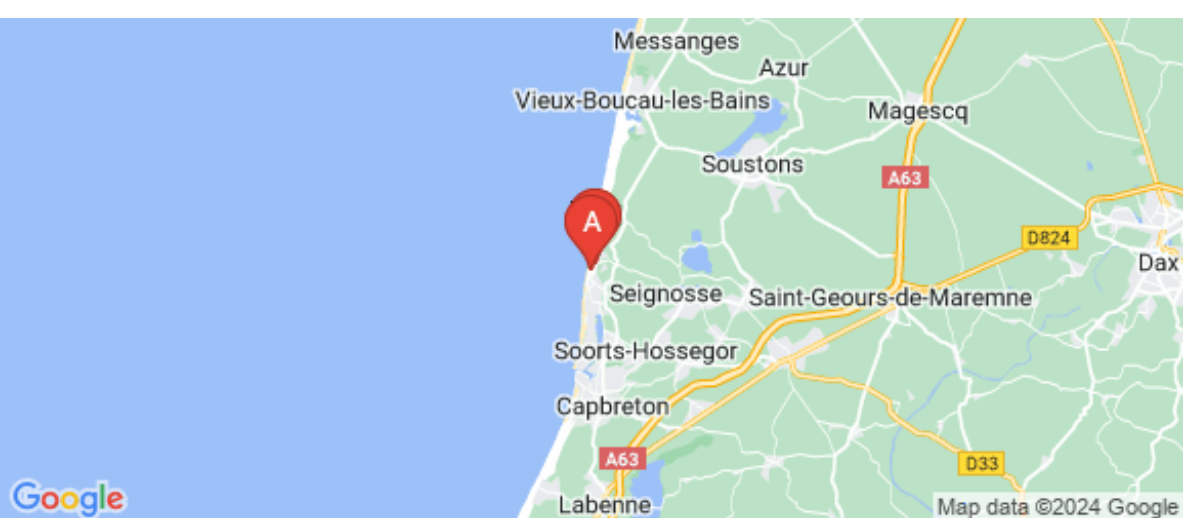 Messanges
Azur
Vieux-Boucau-les-Bains
Magescq
Soustons
A63
A
D824
Dax
Seignosse
Saint-Geours-de-Maremne
Soorts-Hossegor
Capbreton
A63
D33
Labenne
Google
Map data ©2024 Google